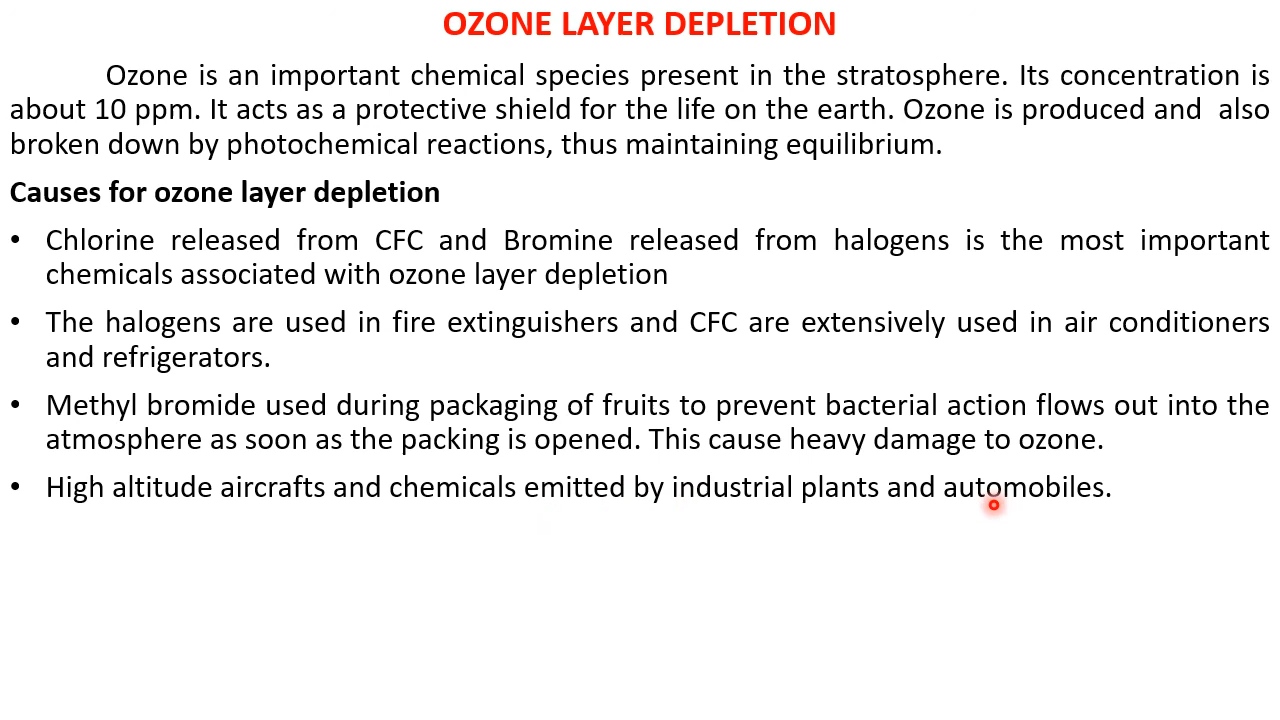 OZONE LAYER DEPLETION
Ozone is an important chemical species present in the stratosphere. Its concentration is
about 10 ppm. It acts as a protective shield for the life on the earth. Ozone is produced and also
broken down by photochemical reactions, thus maintaining equilibrium.
Causes for ozone layer depletion
• Chlorine released from CFC and Bromine released from halogens is the most important
chemicals associated with ozone layer depletion
• The halogens are used in fire extinguishers and CFC are extensively used in air conditioners
and refrigerators.
• Methyl bromide used during packaging of fruits to prevent bacterial action flows out into the
atmosphere as soon as the packing is opened. This cause heavy damage to ozone.
• High altitude aircrafts and chemicals emitted by industrial plants and automobiles.